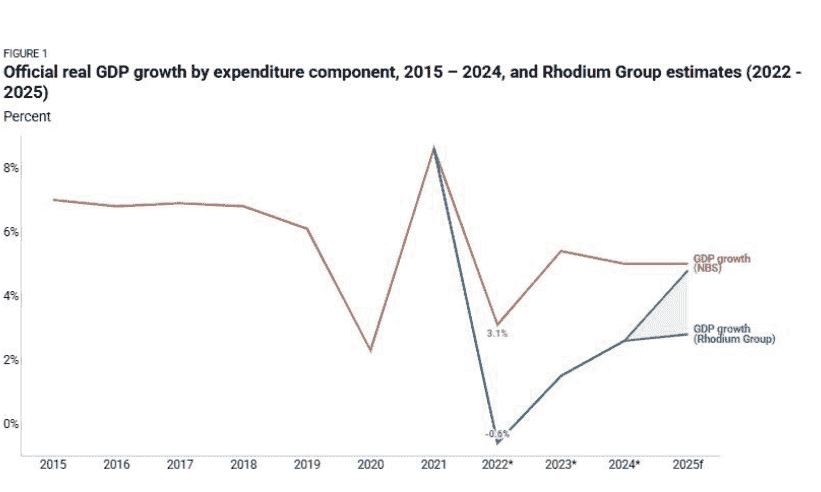 FIGURE 1
Official real GDP growth by expenditure component, 2015 – 2024, and Rhodium Group estimates (2022 -
2025)
Percent
8%
6%
4%
2%
0%
GDP growth
(NBS)
GDP growth
(Rhodium Group)
3.1%
-0.6%
2015 2016 2017 2018 2019 2020 2021 2022* 2023* 2024* 2025f